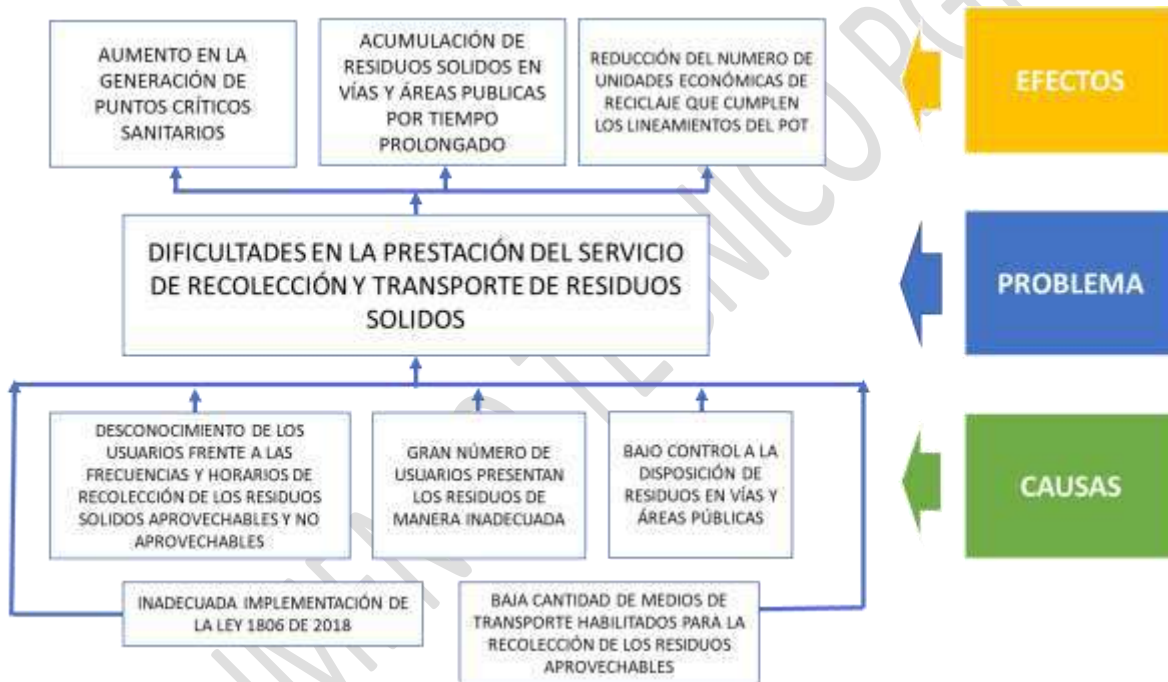 AUMENTO EN LA
GENERACIÓN DE
PUNTOS CRÍTICOS
SANITARIOS
ACUMULACIÓN DE
RESIDUOS SOLIDOS EN
VÍAS Y ÁREAS PUBLICAS
POR TIEMPO
PROLONGADO
REDUCCIÓN DEL NUMERO DE
UNIDADES ECONÓMICAS DE
RECICLAJE QUE CUMPLEN
LOS LINEAMIENTOS DEL POT
EFECTOS
DIFICULTADES EN LA PRESTACIÓN DEL SERVICIO
DE RECOLECCIÓN Y TRANSPORTE DE RESIDUOS
SOLIDOS
PROBLEMA
DESCONOCIMIENTO DE LOS
USUARIOS FRENTE A LAS
FRECUENCIAS Y HORARIOS DE
RECOLECCIÓN DE LOS RESIDUOS
SOLIDOS APROVECHABLES Y NO
APROVECHABLES
GRAN NÚMERO DE
USUARIOS PRESENTAN
LOS RESIDUOS DE
MANERA INADECUADA
BAJO CONTROL A LA
DISPOSICIÓN DE
RESIDUOS EN VÍAS Y
ÁREAS PÚBLICAS
CAUSAS
INADECUADA IMPLEMENTACIÓN DE
LA LEY 1806 DE 2018
BAJA CANTIDAD DE MEDIOS DE
TRANSPORTE HABILITADOS PARA LA
RECOLECCIÓN DE LOS RESIDUOS
APROVECHABLES